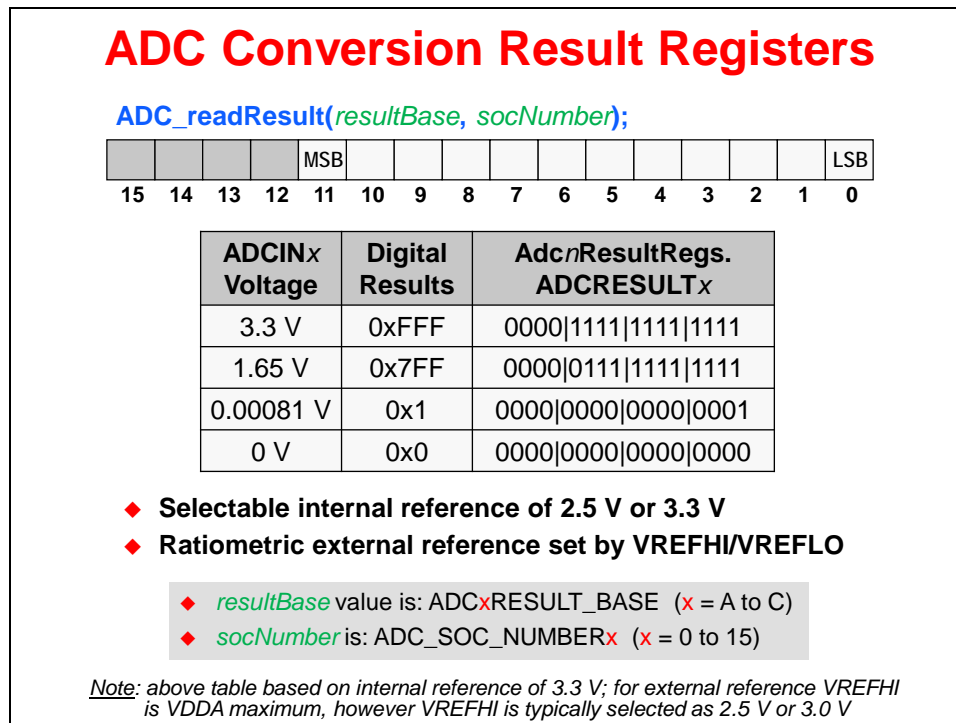 ADC Conversion Result Registers
ADC_readResult(resultBase, socNumber);
MSB LSB
15 14 13 12 11 10 9 8 7 6 5 4 3 2 1 0
ADCINx Voltage Digital Results AdcnResultRegs. ADCRESULTx
3.3 V 0xFFF 0000|1111|1111|1111
1.65 V 0x7FF 0000|0111|1111|1111
0.00081 V 0x1 0000|0000|0000|0001
0 V 0x0 0000|0000|0000|0000
◆ Selectable internal reference of 2.5 V or 3.3 V
◆ Ratiometric external reference set by VREFHI/VREFLO
◆ resultBase value is: ADCxRESULT_BASE (x = A to C)
◆ socNumber is: ADC_SOC_NUMBERx (x = 0 to 15)
Note: above table based on internal reference of 3.3 V; for external reference VREFHI
is VDDA maximum, however VREFHI is typically selected as 2.5 V or 3.0 V